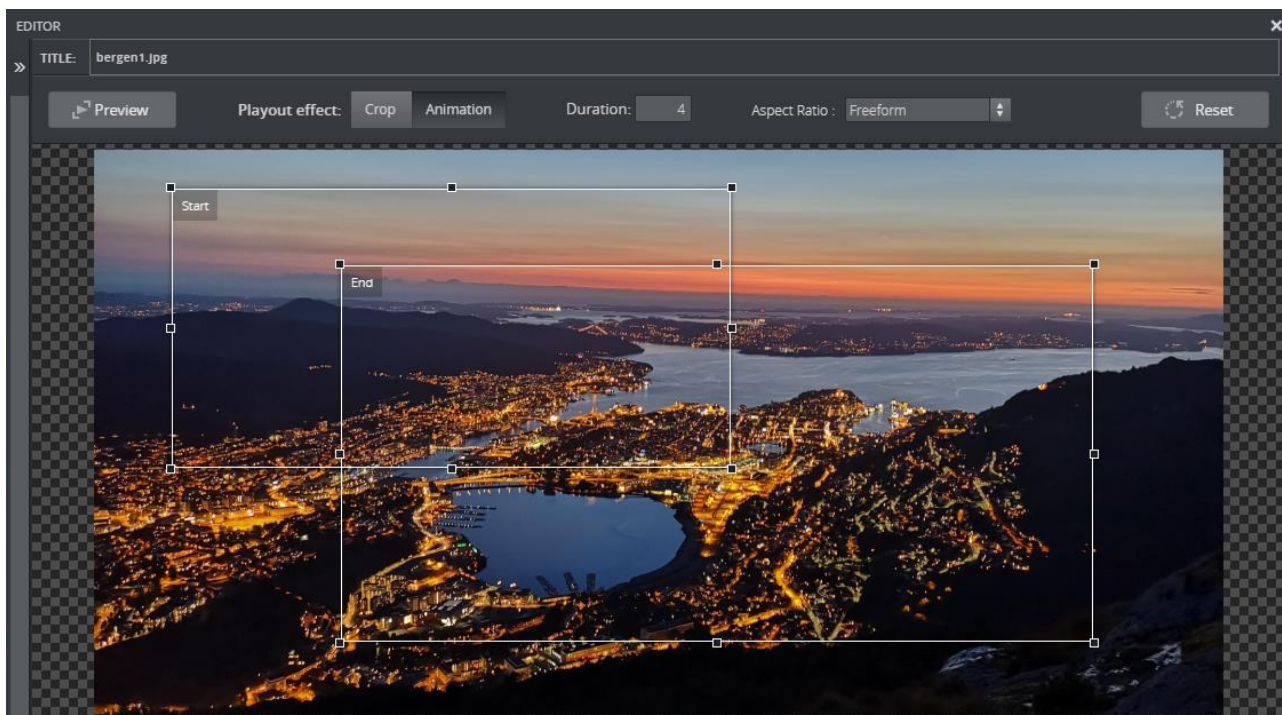 EDITOR
TITLE: bergen1.jpg
Preview Playout effect: Crop Animation Duration: 4 Aspect Ratio : Freeform Reset
Start
End